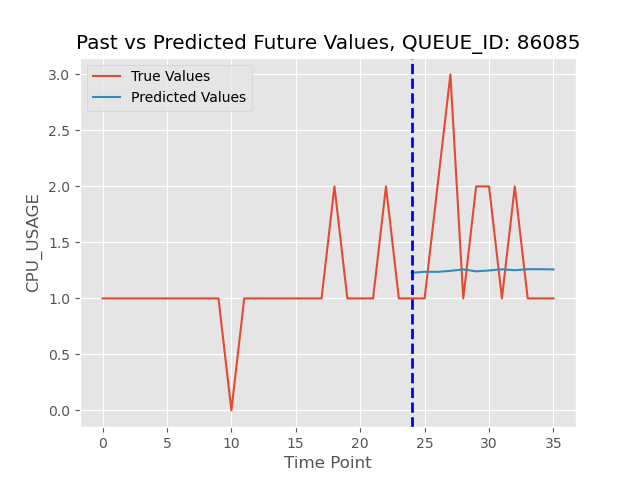 Past vs Predicted Future Values, QUEUE_ID: 86085
True Values
Predicted Values
3.0
2.5
2.0
1.5
1.0
0.5
0.0
CPU_USAGE
0 5 10 15 20 25 30 35
Time Point